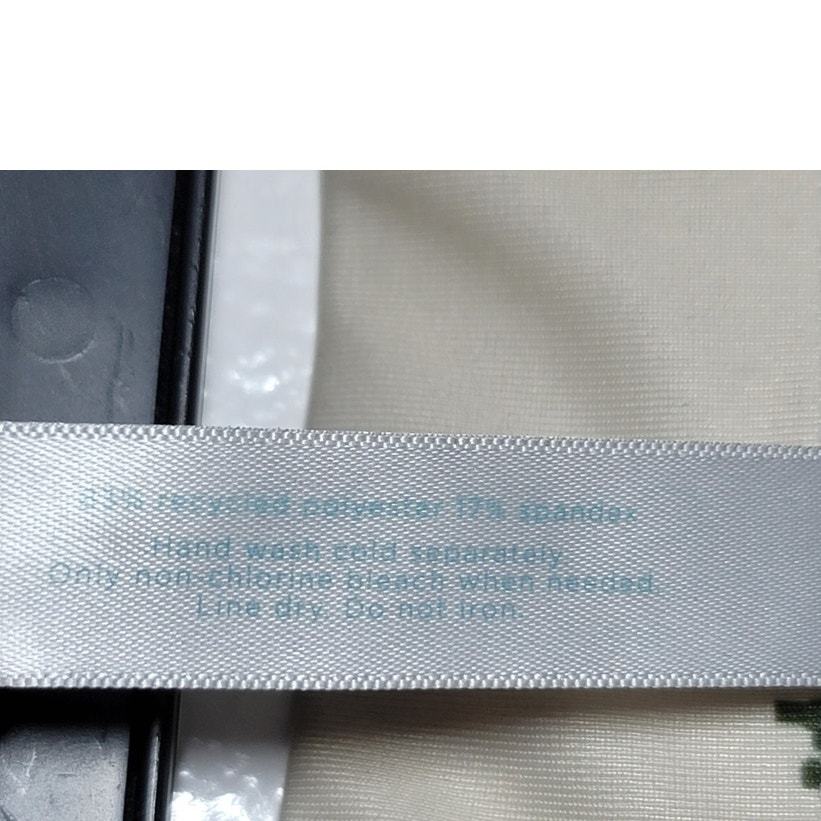 83% recycled polyester 17% spandex
Hand wash cold separately.
Only non-chlorine bleach when needed.
Line dry. Do not iron.